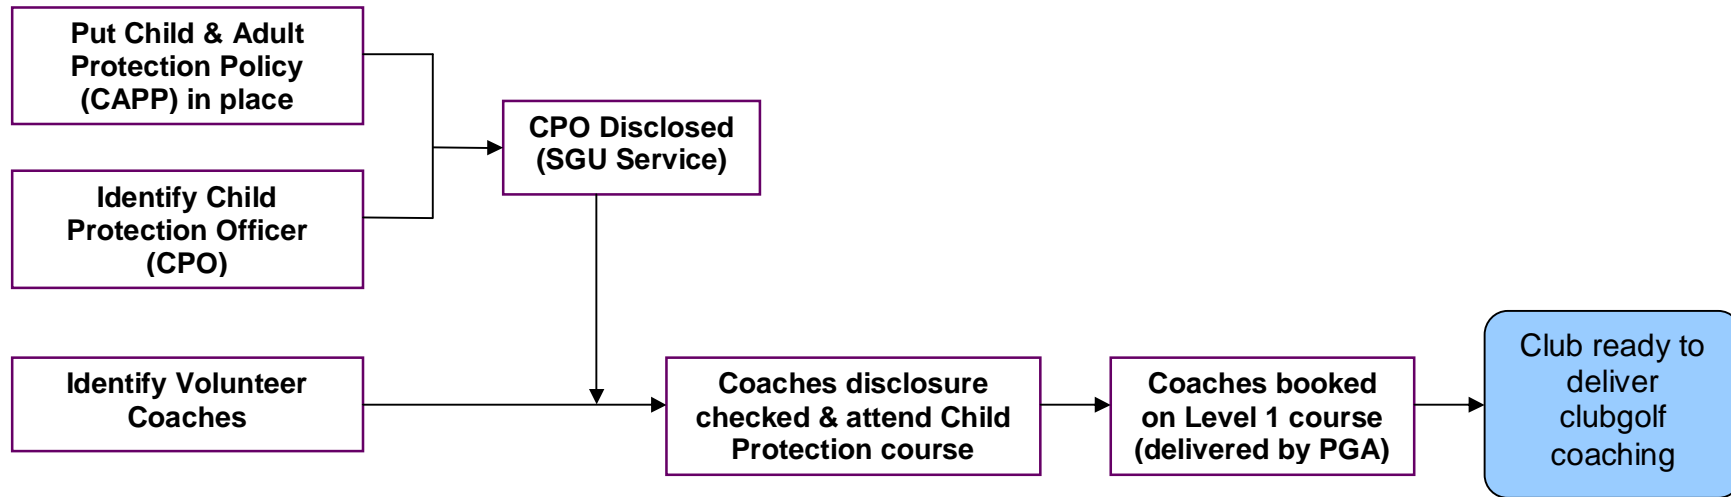 Put Child & Adult
Protection Policy
(CAPP) in place
CPO Disclosed
(SGU Service)
Identify Child
Protection Officer
(CPO)
Identify Volunteer
Coaches
Coaches disclosure
checked & attend Child
Protection course
Coaches booked
on Level 1 course
(delivered by PGA)
Club ready to
deliver
clubgolf
coaching